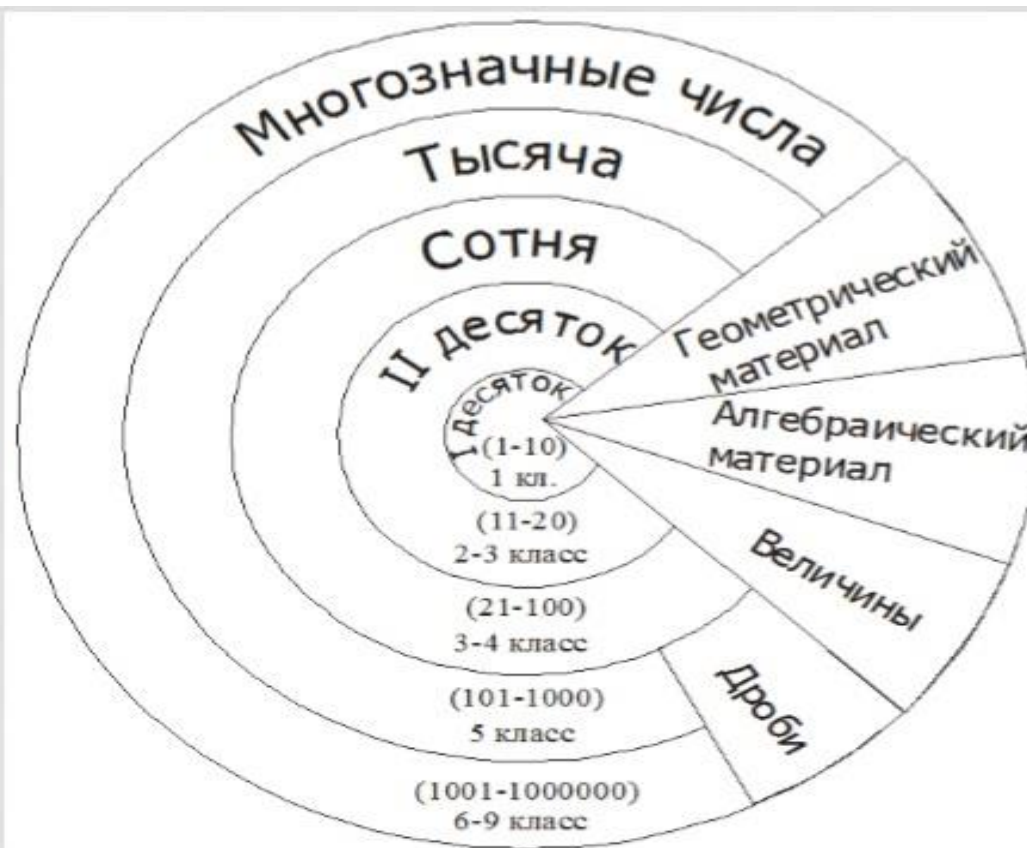 Многозначные числа
Тысяча
Сотня
II десяток
I десяток
(1-10)
1 кл.
(11-20)
2-3 класс
(21-100)
3-4 класс
(101-1000)
5 класс
(1001-1000000)
6-9 класс
Геометрический
материал
Алгебраический
материал
Величины
Дроби